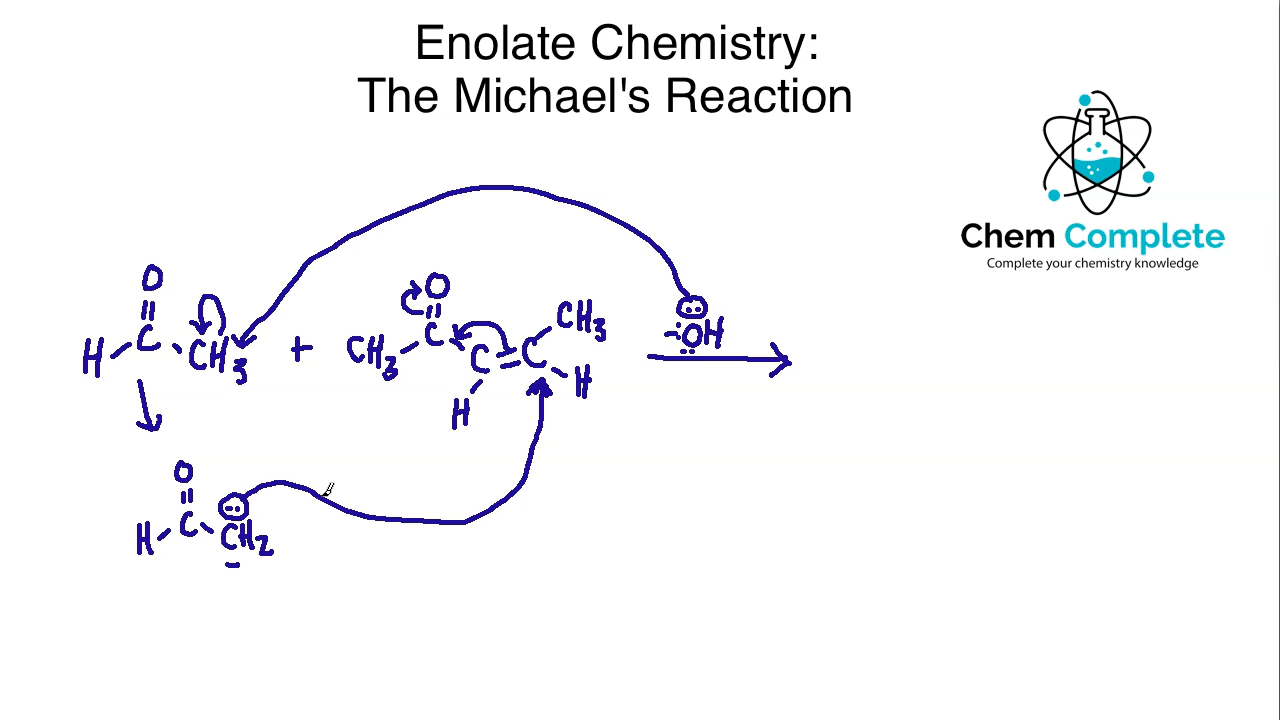 Enolate Chemistry:
The Michael's Reaction
Chem Complete
Complete your chemistry knowledge
O
H C CH3
+
O
CH3 C C C CH3
H H
-:OH
O
H C CH2